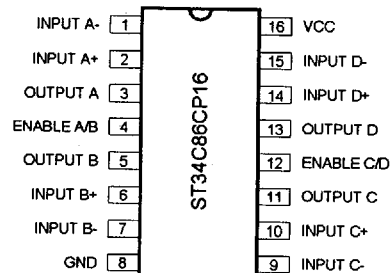 INPUT A- 1
INPUT A+ 2
OUTPUT A 3
ENABLE A/B 4
OUTPUT B 5
INPUT B+ 6
INPUT B- 7
GND 8
ST34C86CP16
16 VCC
15 INPUT D-
14 INPUT D+
13 OUTPUT D
12 ENABLE C/D
11 OUTPUT C
10 INPUT C+
9 INPUT C-